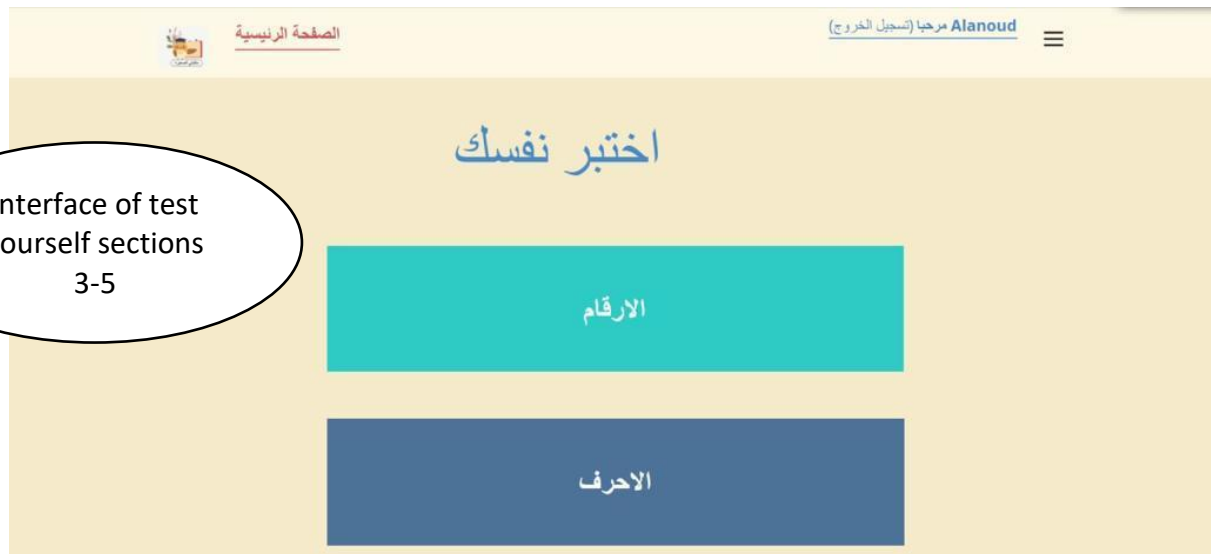 الصفحة الرئيسية
Alanoud مرحبا (تسجيل الخروج)
اختبر نفسك
nterface of test
ourself sections
3-5
الارقام
الاحرف